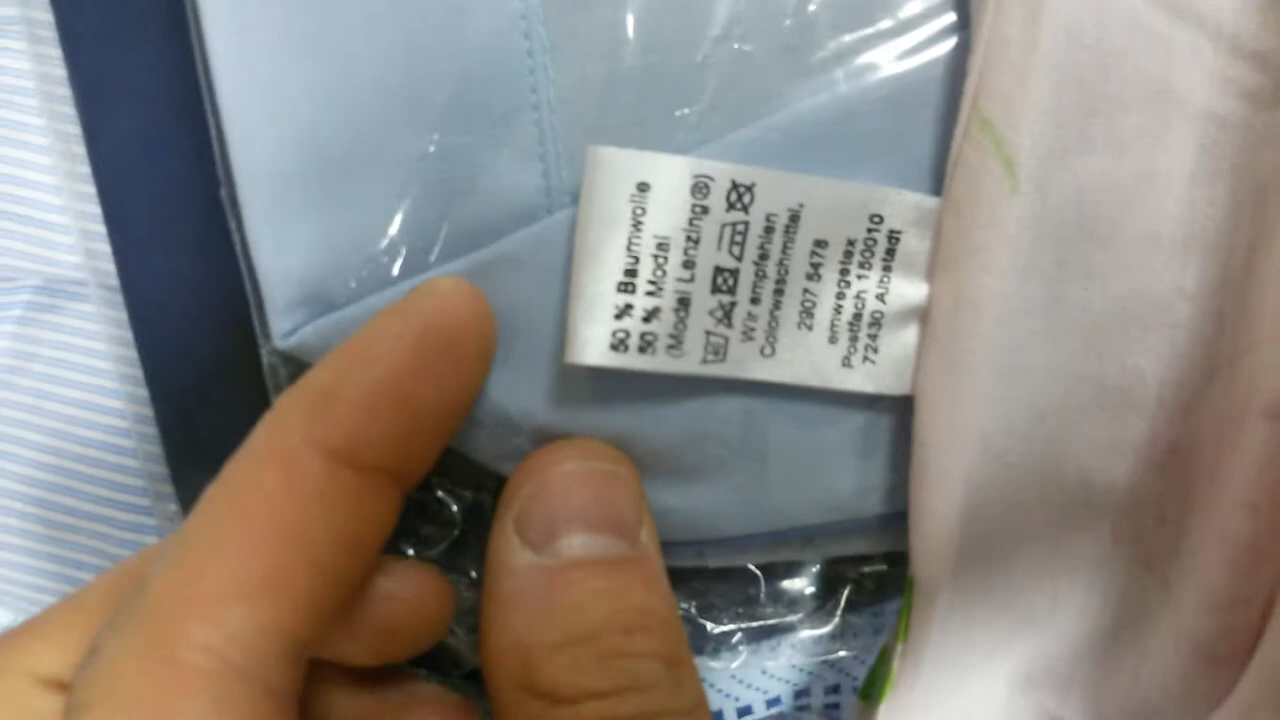 50 % Baumwolle
50 % Modal
(Modal Lenzing®)
Wir empfehlen
Colorwaschmittel.
2907 5478
emwegetex
Postfach 150010
72430 Albstadt